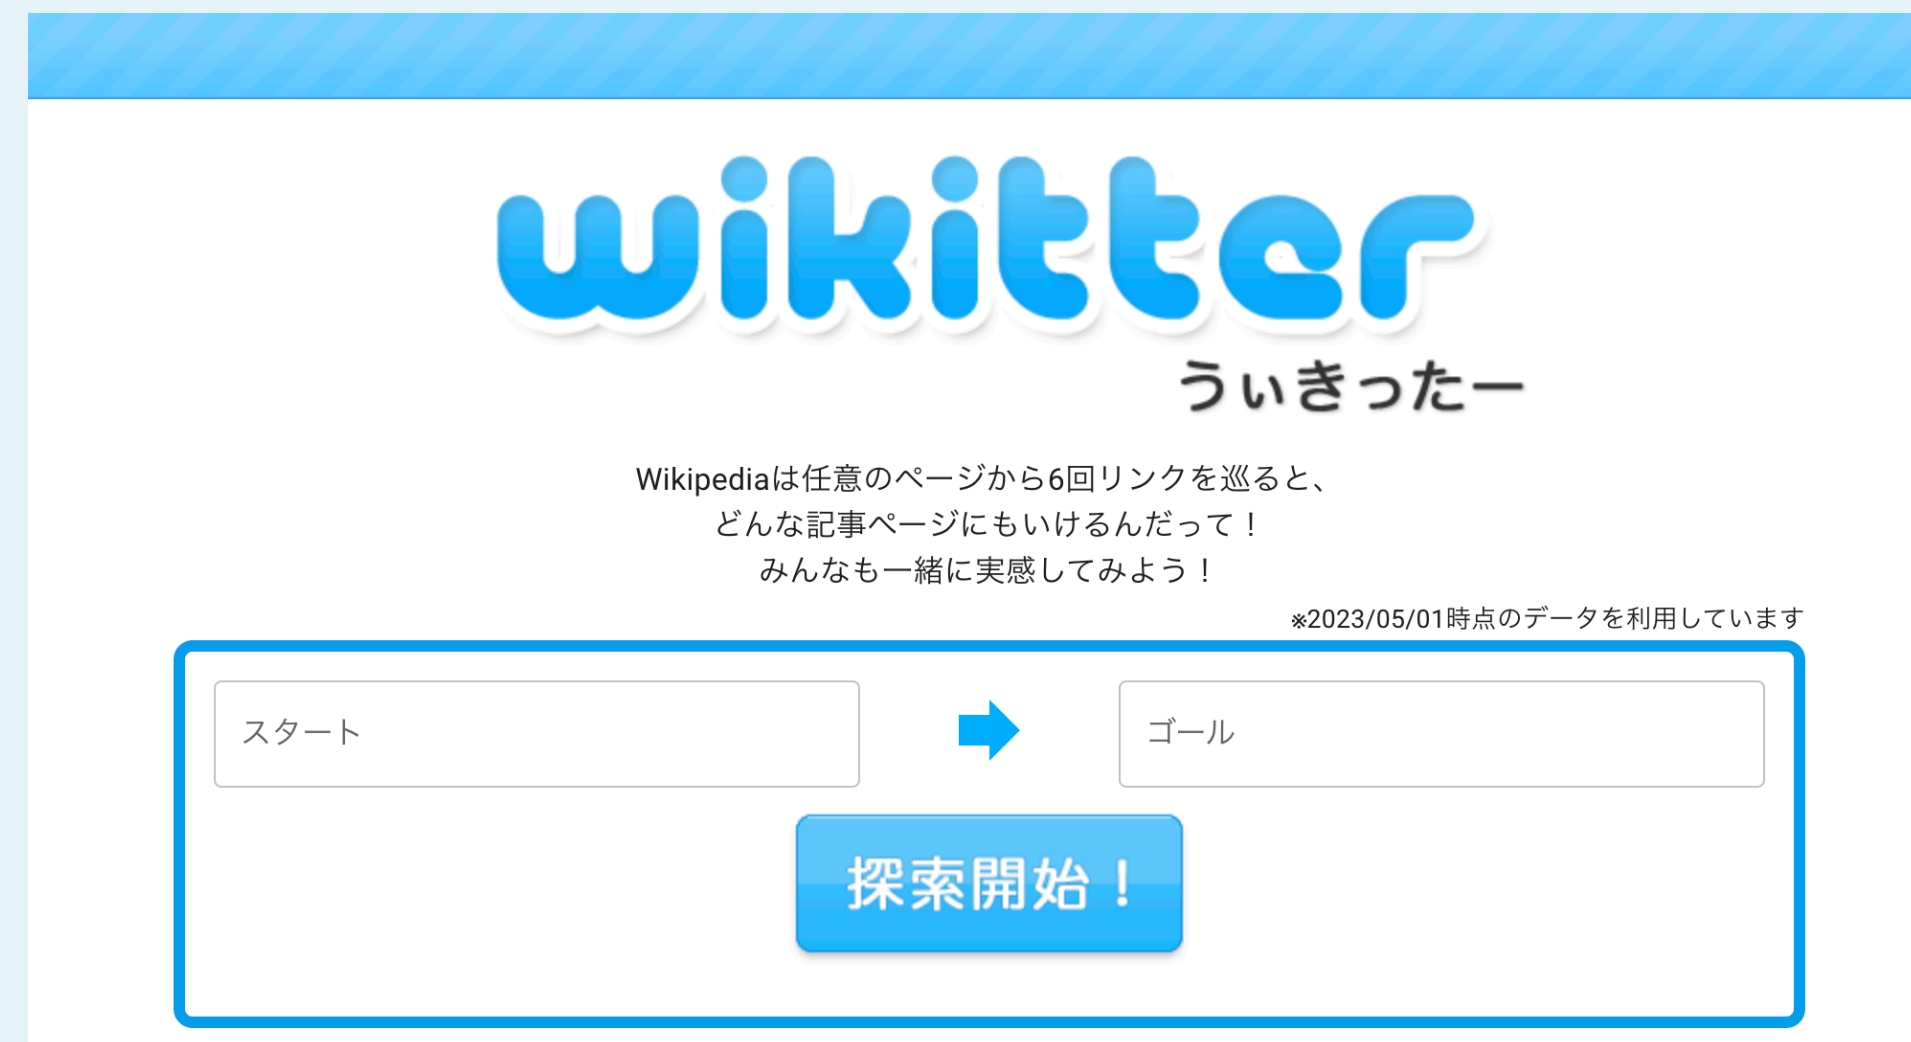 wikitter
うぃきったー
Wikipediaは任意のページから6回リンクを巡ると、
どんな記事ページにもいけるんだって！
みんなも一緒に実感してみよう！
※2023/05/01時点のデータを利用しています
スタート
ゴール
探索開始！